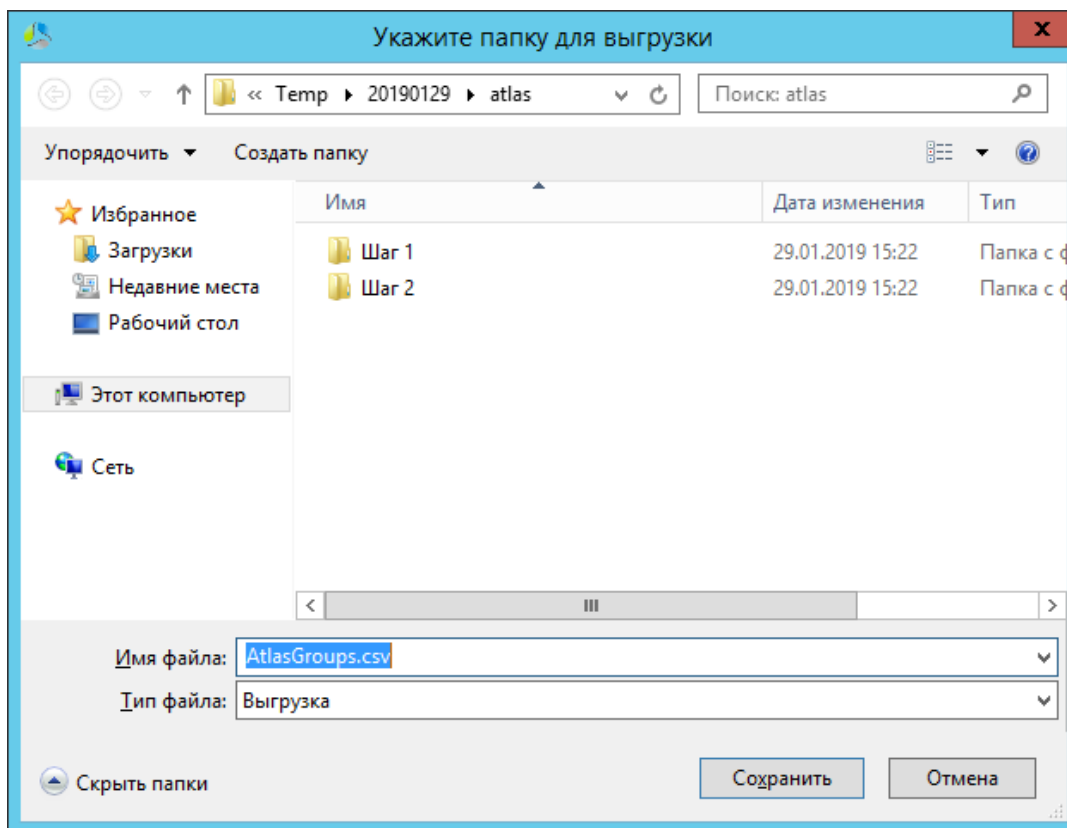 Укажите папку для выгрузки
x
« Temp 20190129 atlas Поиск: atlas
Упорядочить Создать папку
Имя Дата изменения Тип
Избранное
Загрузки
Недавние места
Рабочий стол
Этот компьютер
Сеть
Шаг 1 29.01.2019 15:22 Папка с ф
Шаг 2 29.01.2019 15:22 Папка с ф
Имя файла: AtlasGroups.csv
Тип файла: Выгрузка
Скрыть папки Сохранить Отмена